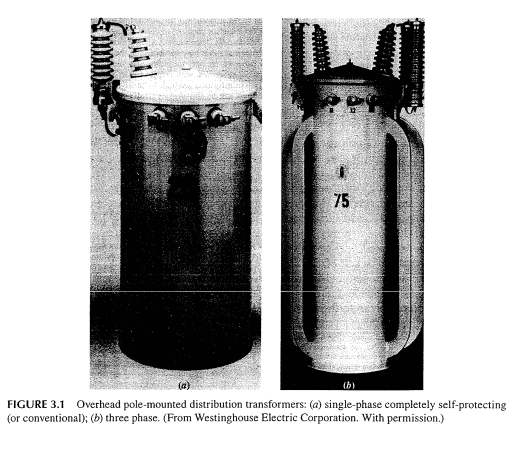 75
(a)
(b)
FIGURE 3.1 Overhead pole-mounted distribution transformers: (a) single-phase completely self-protecting
(or conventional); (b) three phase. (From Westinghouse Electric Corporation. With permission.)